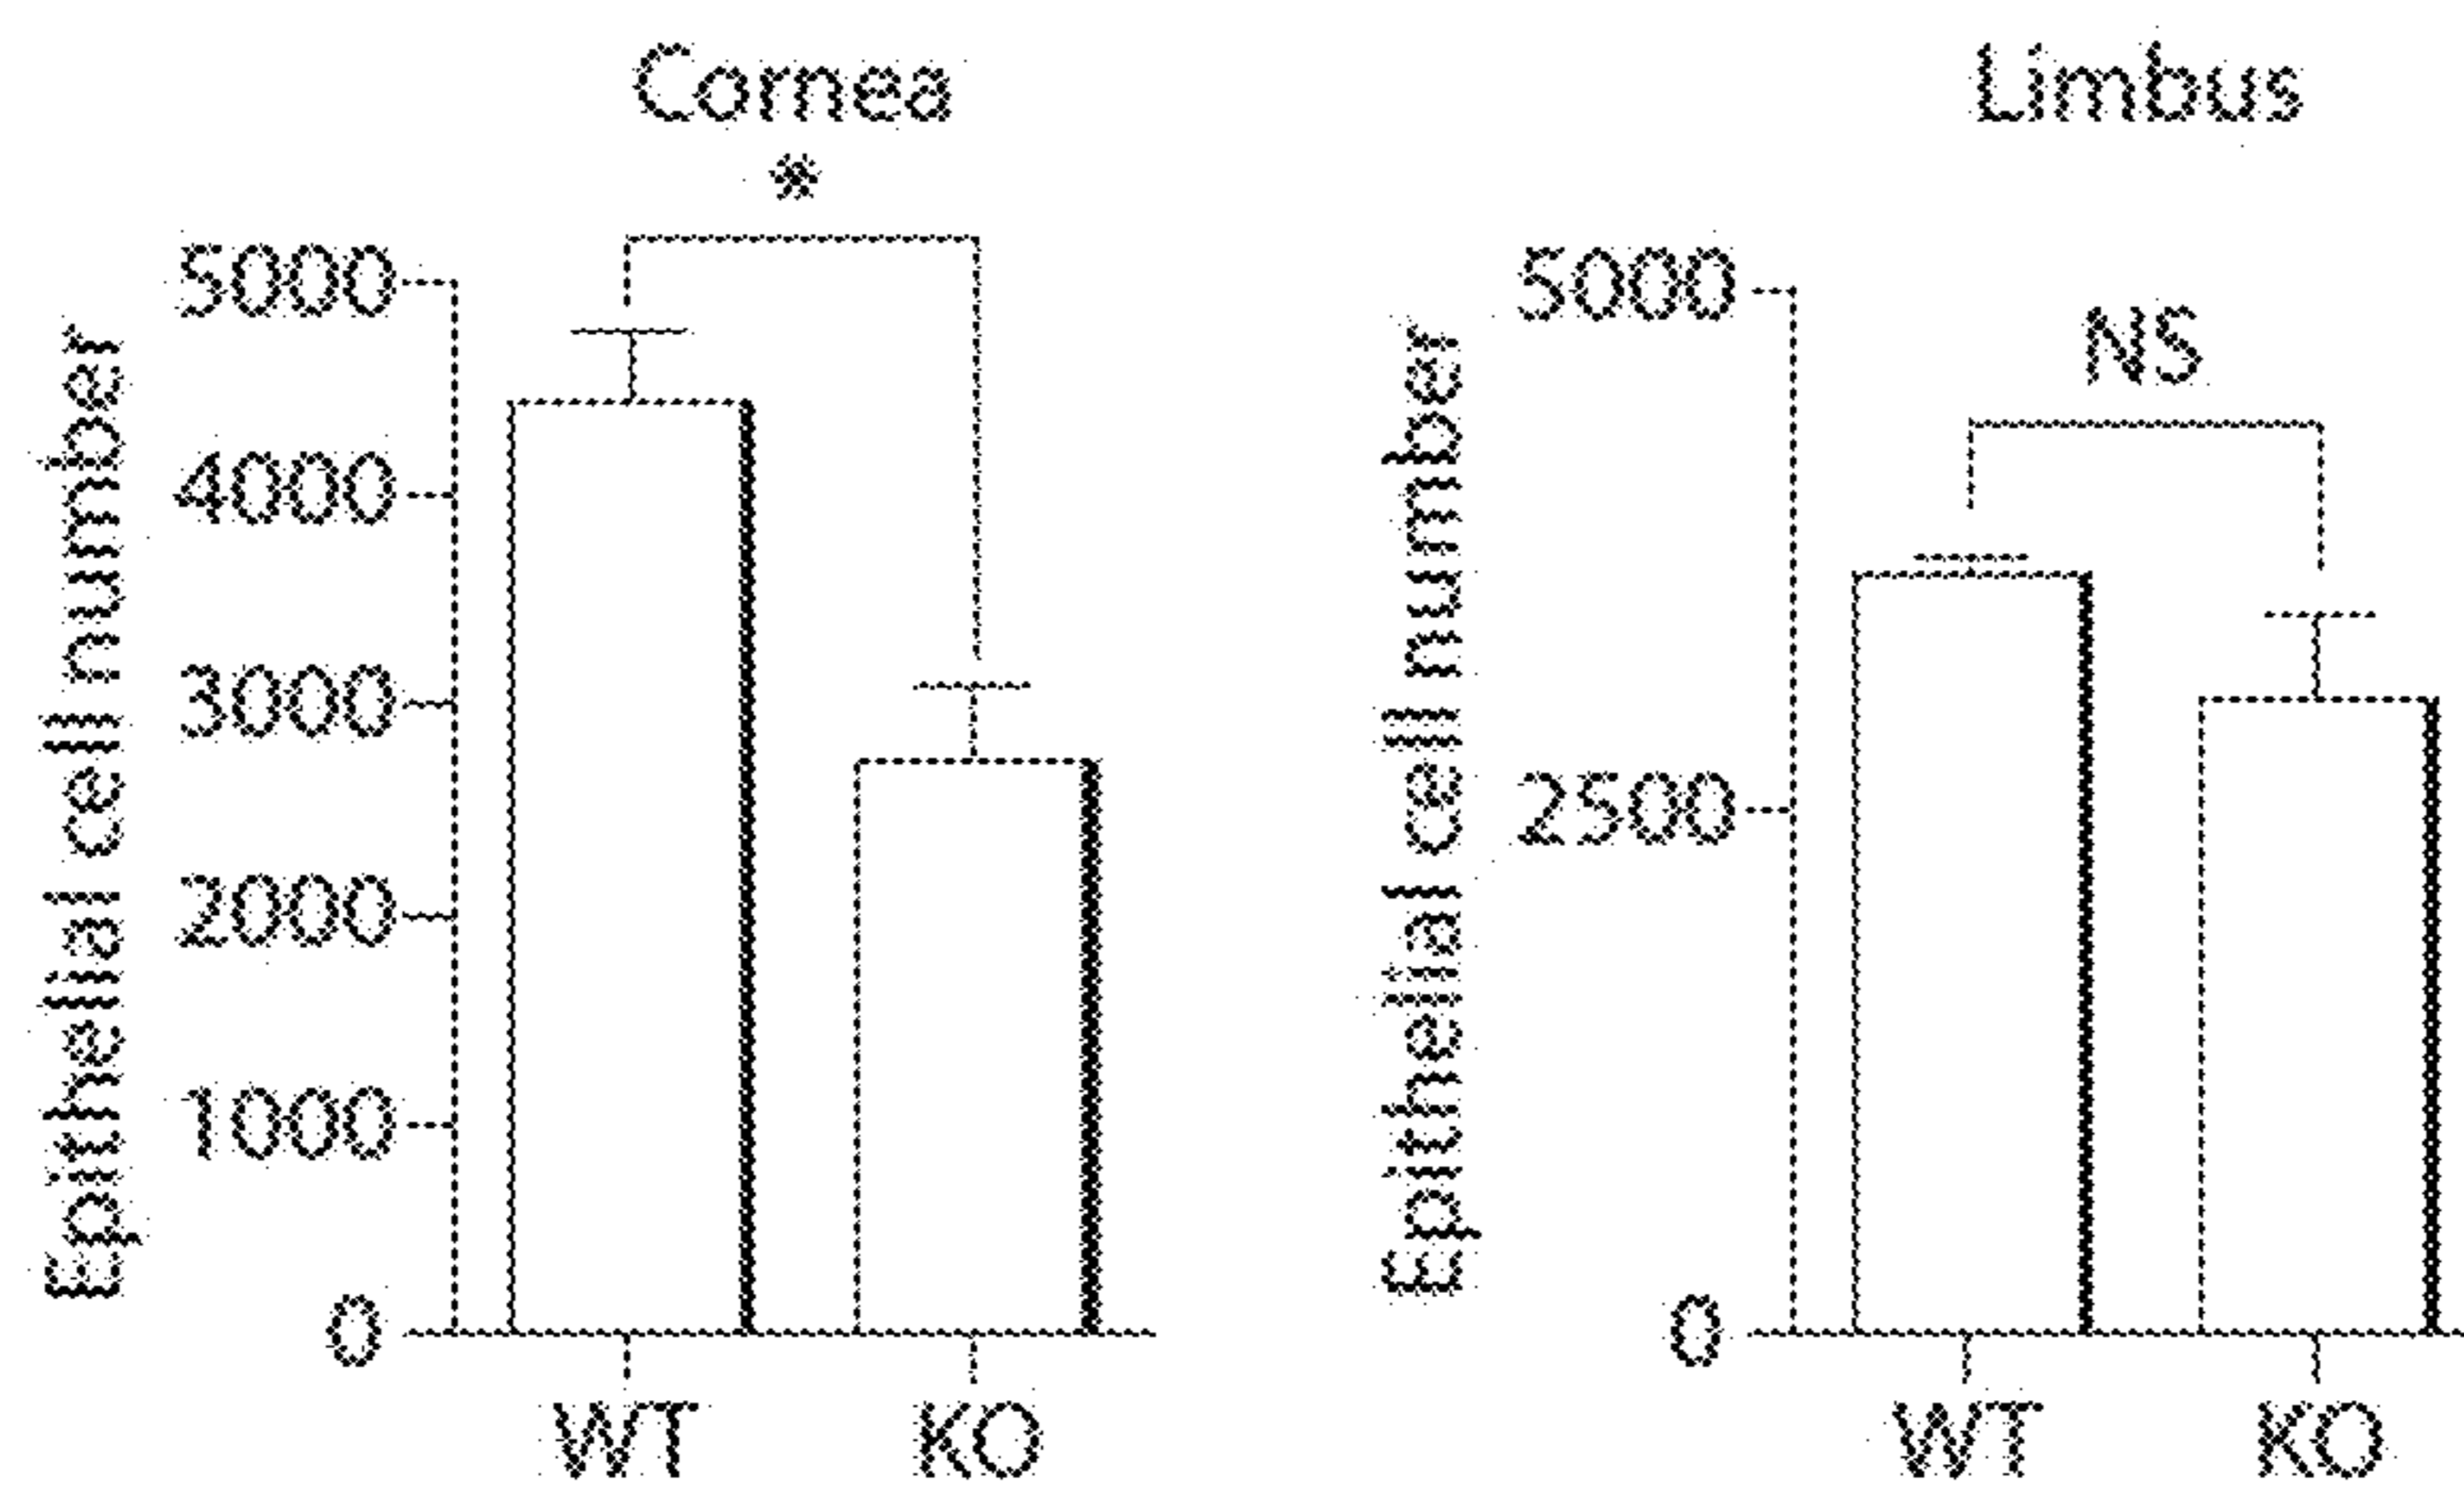 Cornea
*
Epithelial cell number
5000
4000
3000
2000
1000
0
WT KO
Limbus
NS
Epithelial cell number
5000
2500
0
WT KO